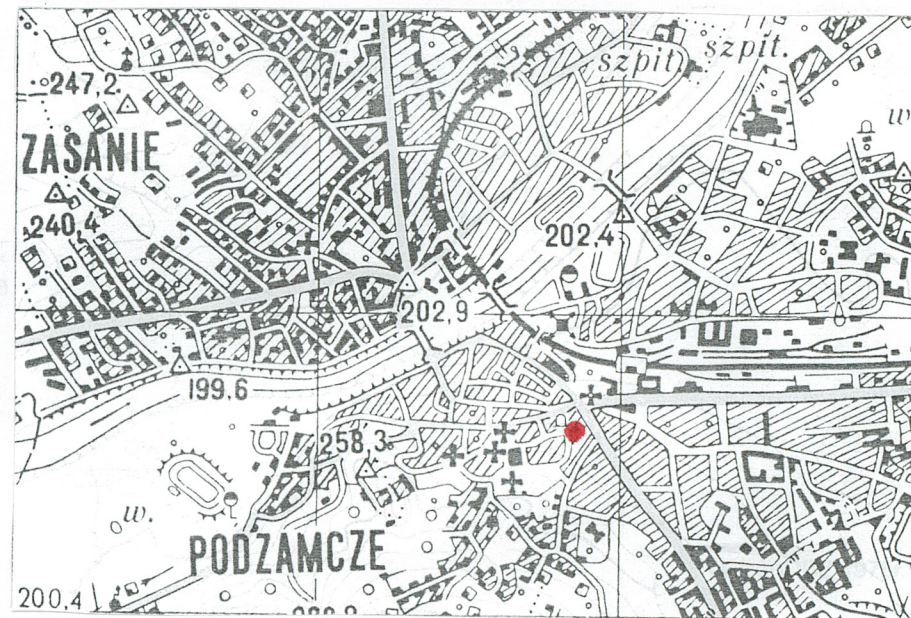 szpit.
szpit.
247,2
w.
ZASANIE
240,4
202,4
202,9
199,6
258,3
w.
PODZAMCZE
200,4